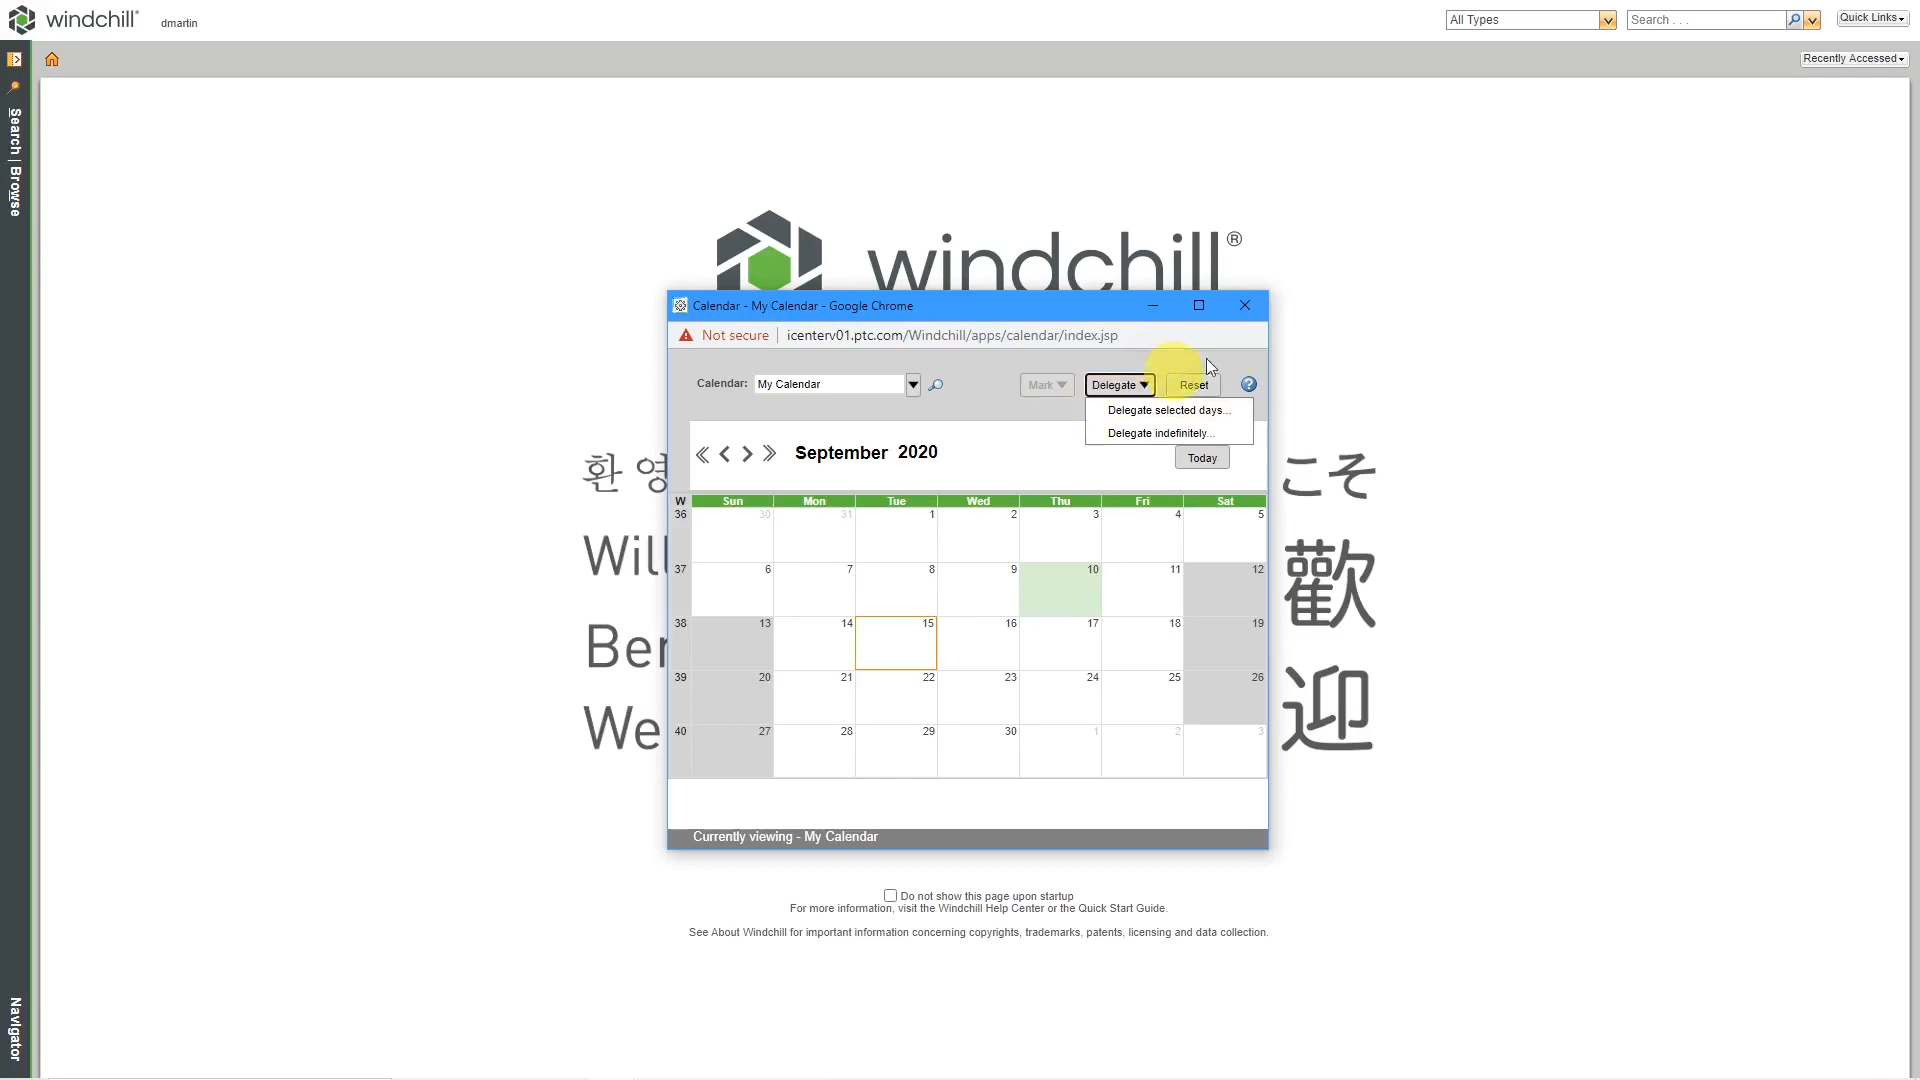 windchill®
dmartin
All Types
Search . . .
Quick Links
Recently Accessed
Search | Browse
Navigator
windchill®
환 영
こそ
Will
歡
Ber
迎
We
Calendar - My Calendar - Google Chrome
Not secure
icenterv01.ptc.com/Windchill/apps/calendar/index.jsp
Calendar:
My Calendar
Mark
Delegate
Reset
Delegate selected days...
Delegate indefinitely...
September 2020
Today
W Sun Mon Tue Wed Thu Fri Sat
36 30 31 1 2 3 4 5
37 6 7 8 9 10 11 12
38 13 14 15 16 17 18 19
39 20 21 22 23 24 25 26
40 27 28 29 30 1 2 3
Currently viewing - My Calendar
Do not show this page upon startup
For more information, visit the Windchill Help Center or the Quick Start Guide.
See About Windchill for important information concerning copyrights, trademarks, patents, licensing and data collection.